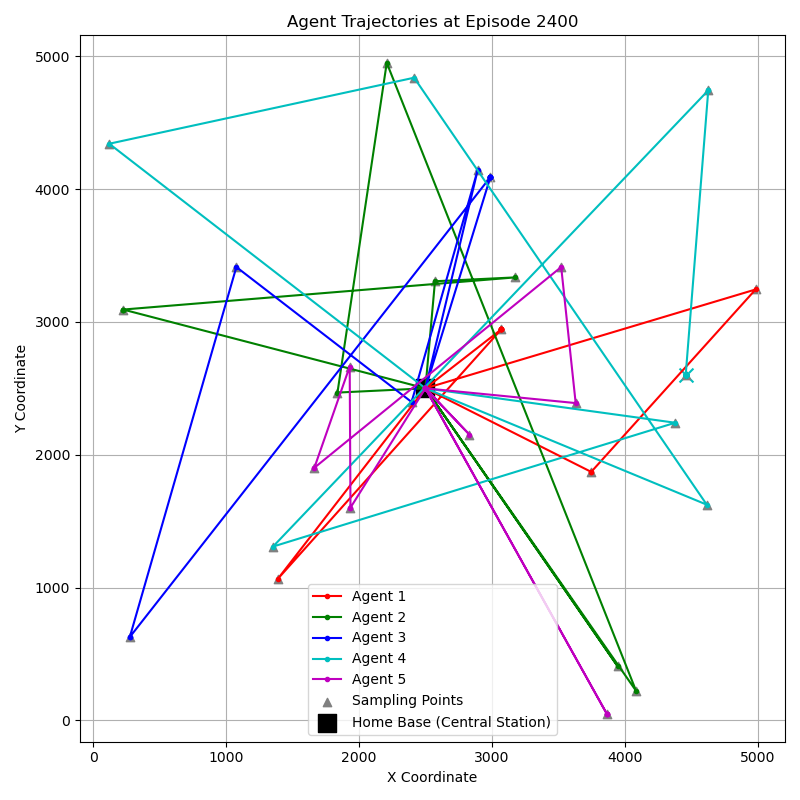 Agent Trajectories at Episode 2400
Y Coordinate
5000
4000
3000
2000
1000
0
Agent 1
Agent 2
Agent 3
Agent 4
Agent 5
Sampling Points
Home Base (Central Station)
0 1000 2000 3000 4000 5000
X Coordinate